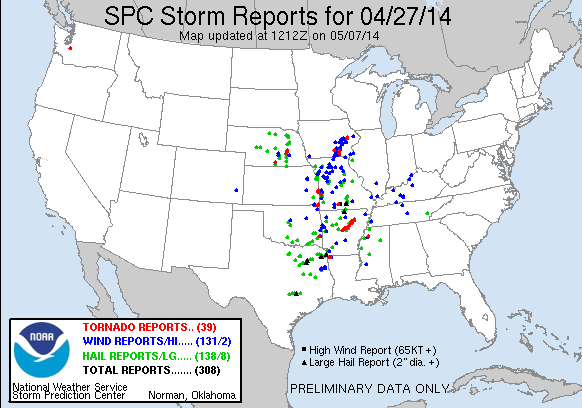 SPC Storm Reports for 04/27/14
Map updated at 1212Z on 05/07/14
NOAA
TORNADO REPORTS.. (39)
WIND REPORTS/HI..... (131/2)
HAIL REPORTS/LG..... (138/8)
TOTAL REPORTS....... (308)
National Weather Service
Storm Prediction Center Norman, Oklahoma
High Wind Report (65KT +)
Large Hail Report (2" dia. +)
PRELIMINARY DATA ONLY